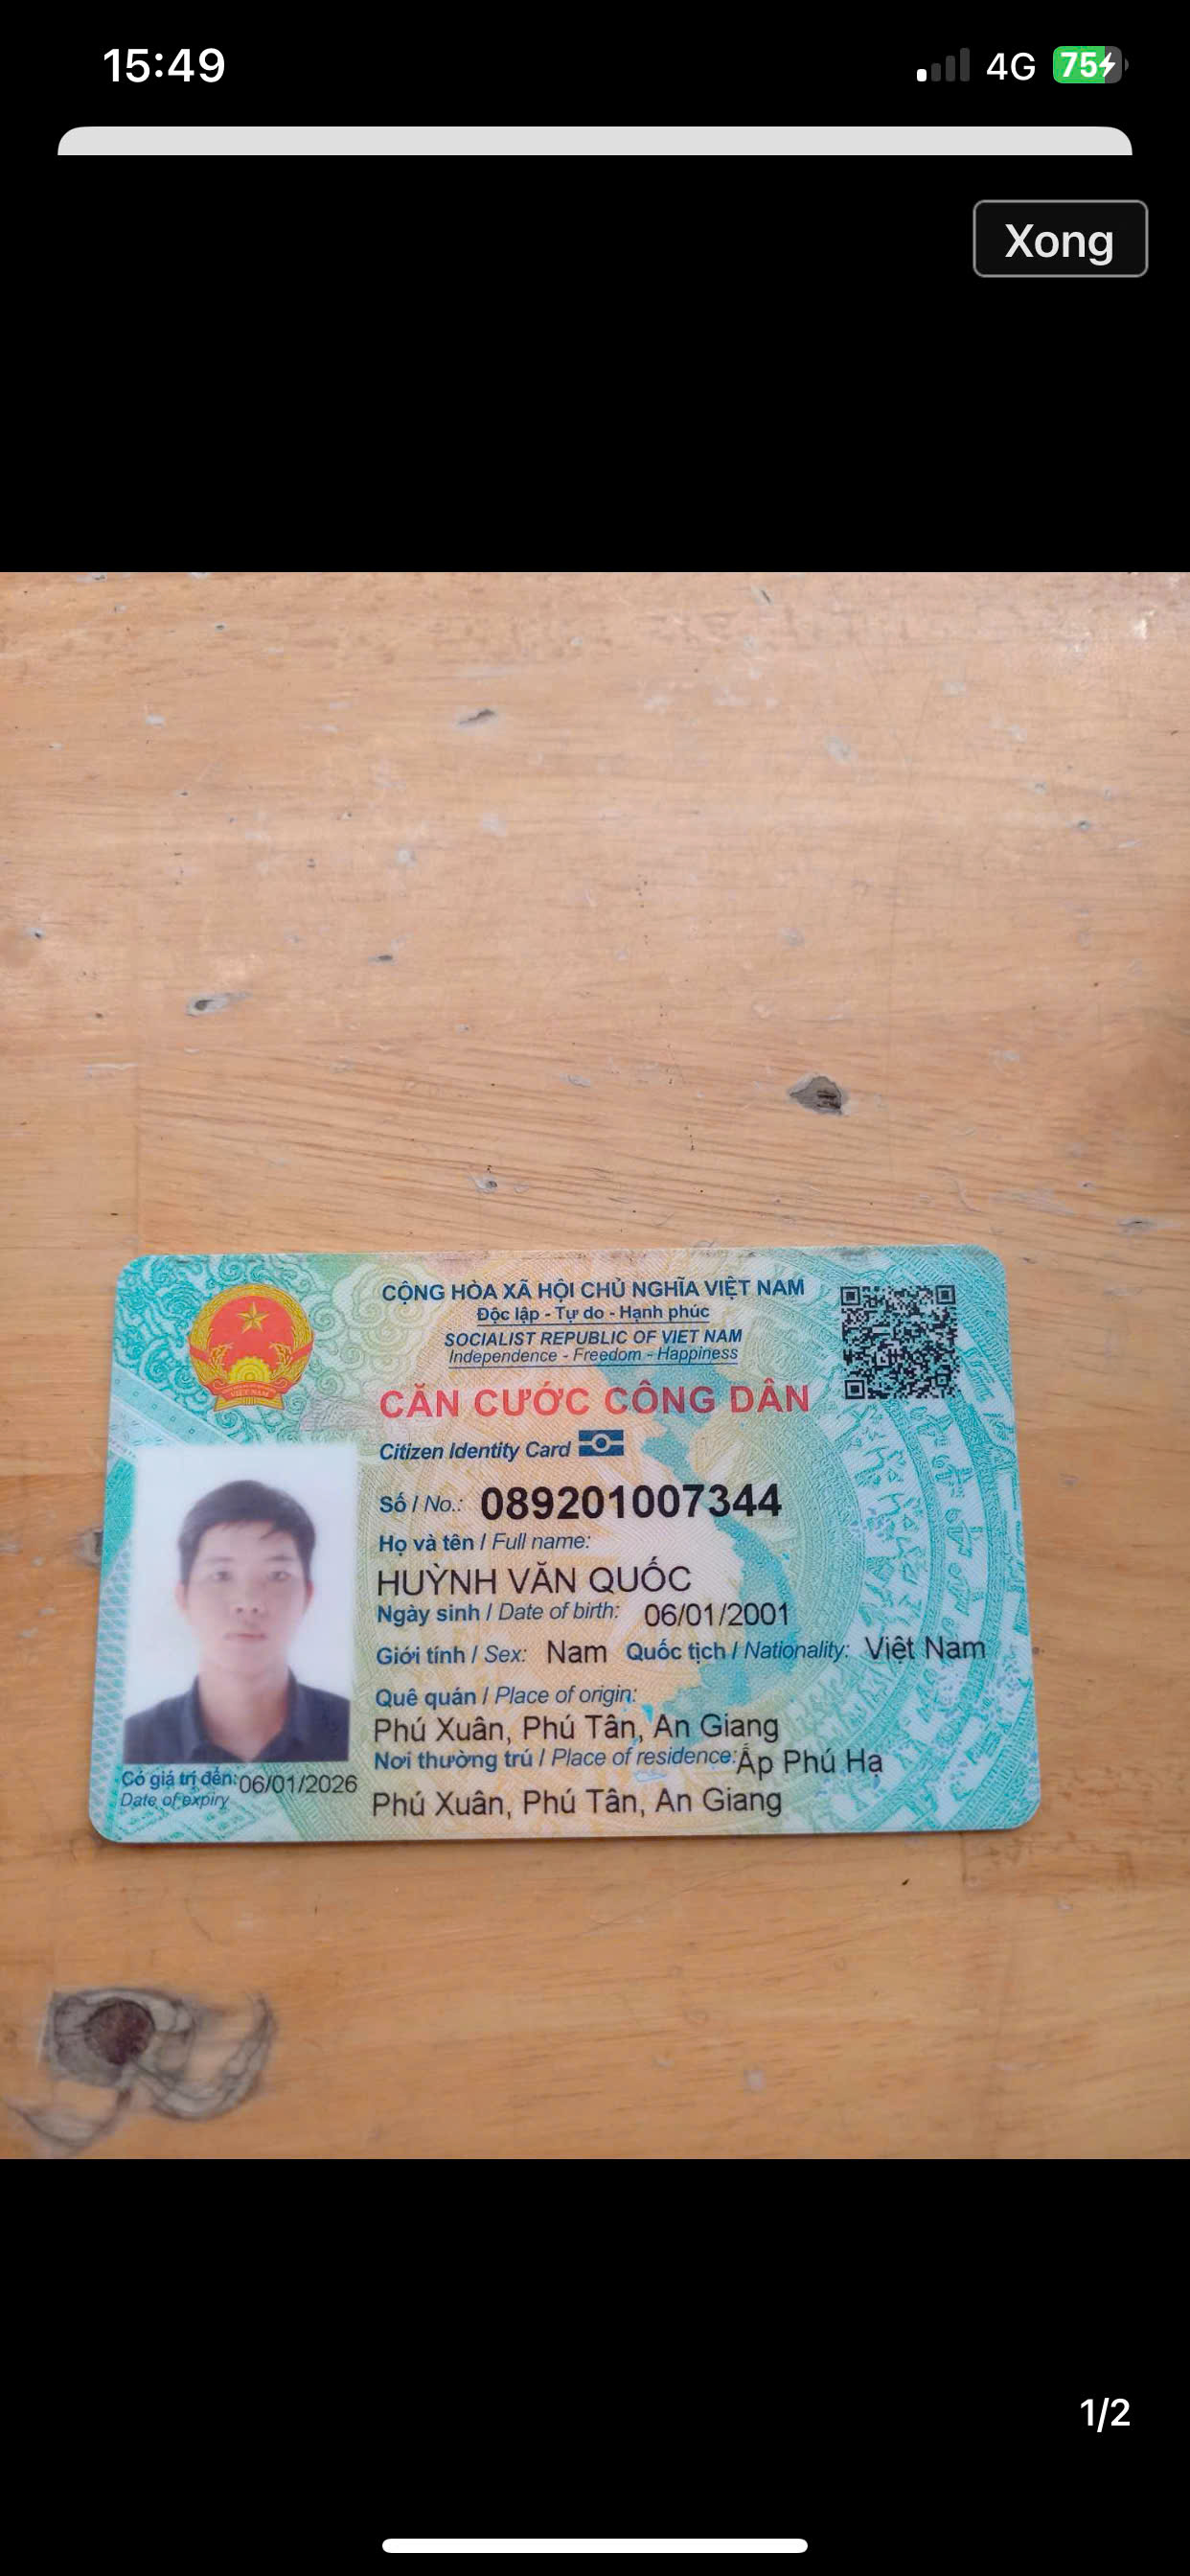 15:49
4G
75
Xong
CỘNG HÒA XÃ HỘI CHỦ NGHĨA VIỆT NAM
Độc lập - Tự do - Hạnh phúc
SOCIALIST REPUBLIC OF VIET NAM
Independence - Freedom - Happiness
VIỆT NAM
CĂN CƯỚC CÔNG DÂN
Citizen Identity Card
Số / No.: 089201007344
Họ và tên / Full name:
HUỲNH VĂN QUỐC
Ngày sinh / Date of birth: 06/01/2001
Giới tính / Sex: Nam Quốc tịch / Nationality: Việt Nam
Quê quán / Place of origin:
Phú Xuân, Phú Tân, An Giang
Nơi thường trú / Place of residence: Ấp Phú Hạ
Phú Xuân, Phú Tân, An Giang
Có giá trị đến: 06/01/2026
Date of expiry
1/2